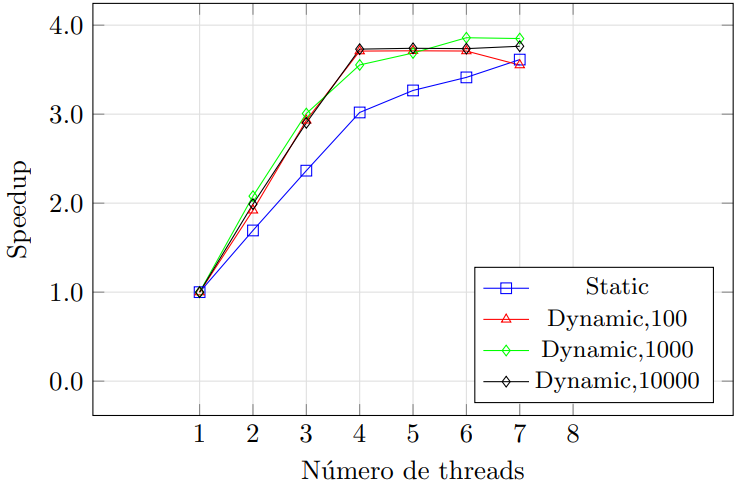 4.0
3.0
2.0
1.0
0.0
Speedup
Static
Dynamic,100
Dynamic,1000
Dynamic,10000
1 2 3 4 5 6 7 8
Número de threads